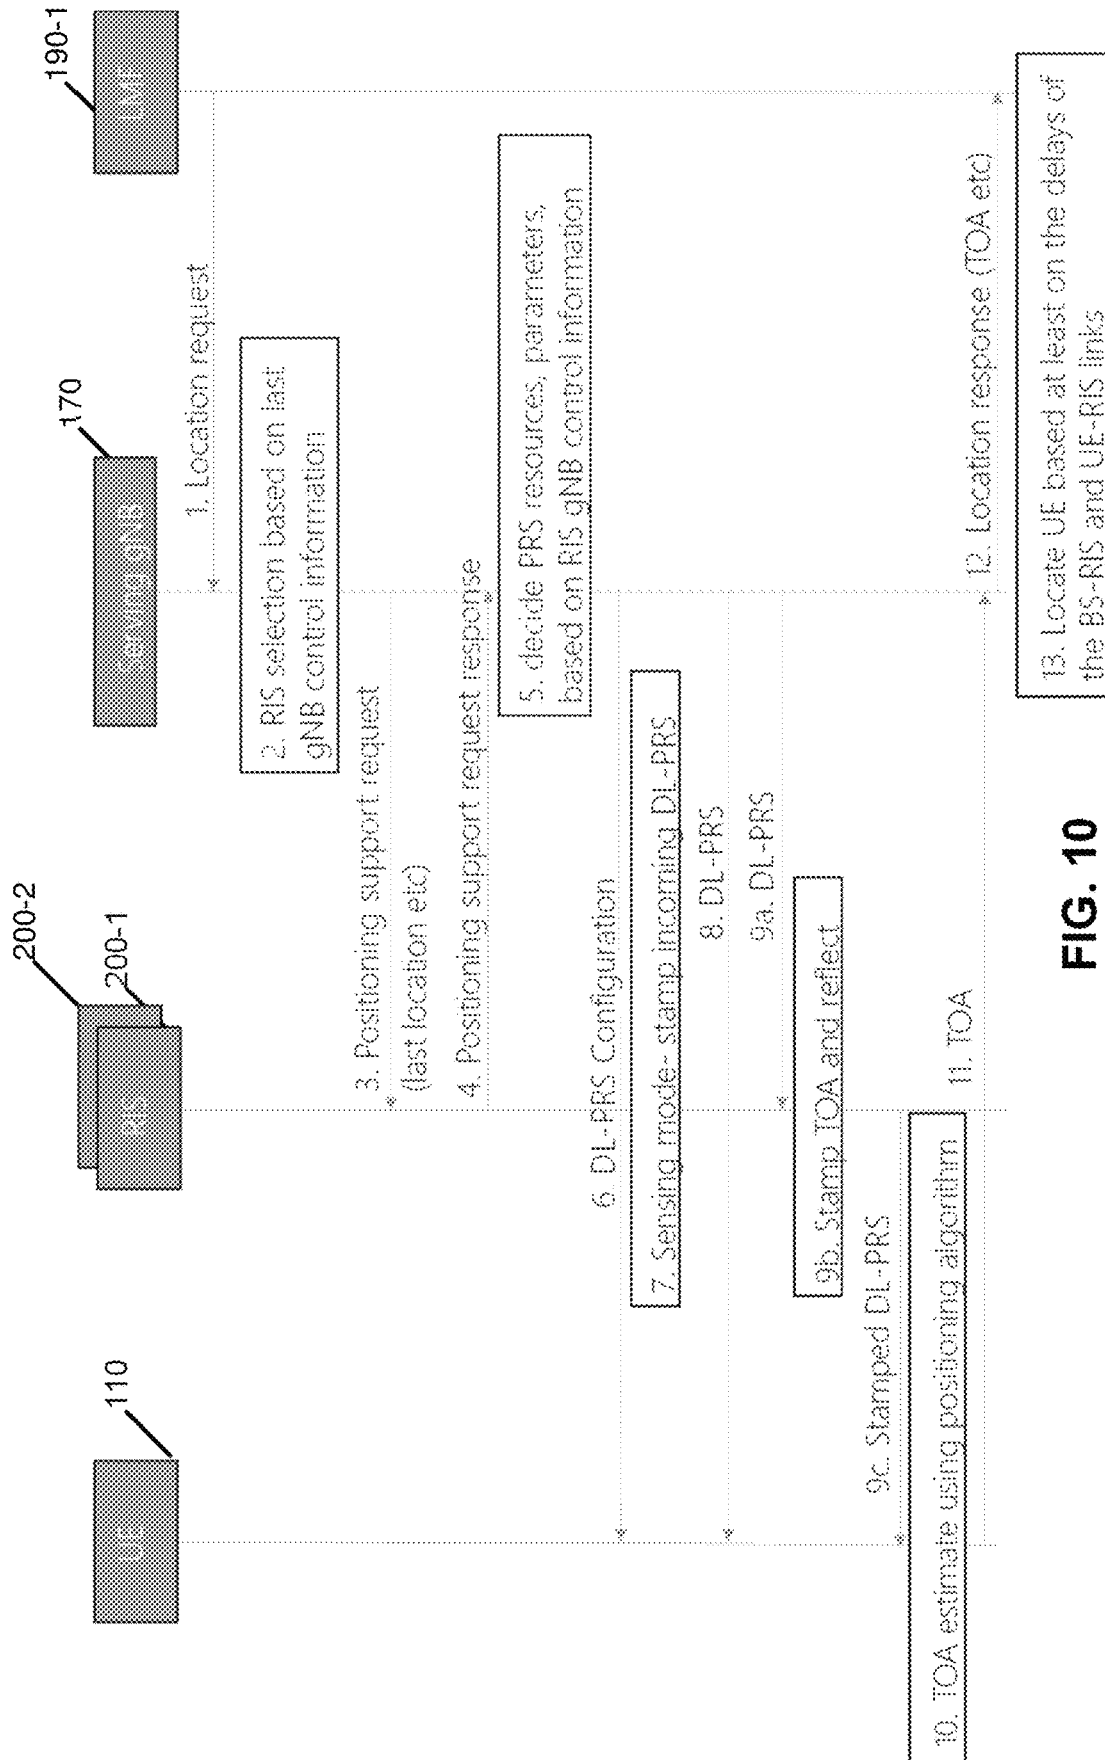 110
200-2
200-1
170
190-1
UE
RIS
Serving gNB
LMF
1. Location request
2. RIS selection based on last
gNB control information
3. Positioning support request
(last location etc)
4. Positioning support request response
5. decide PRS resources, parameters,
based on RIS gNB control information
6. DL-PRS Configuration
7. Sensing mode- stamp incoming DL-PRS
8. DL-PRS
9a. DL-PRS
9b. Stamp TOA and reflect
9c. Stamped DL-PRS
10. TOA estimate using positioning algorithm
11. TOA
12. Location response (TOA etc)
13. Locate UE based at least on the delays of
the BS-RIS and UE-RIS links
FIG. 10